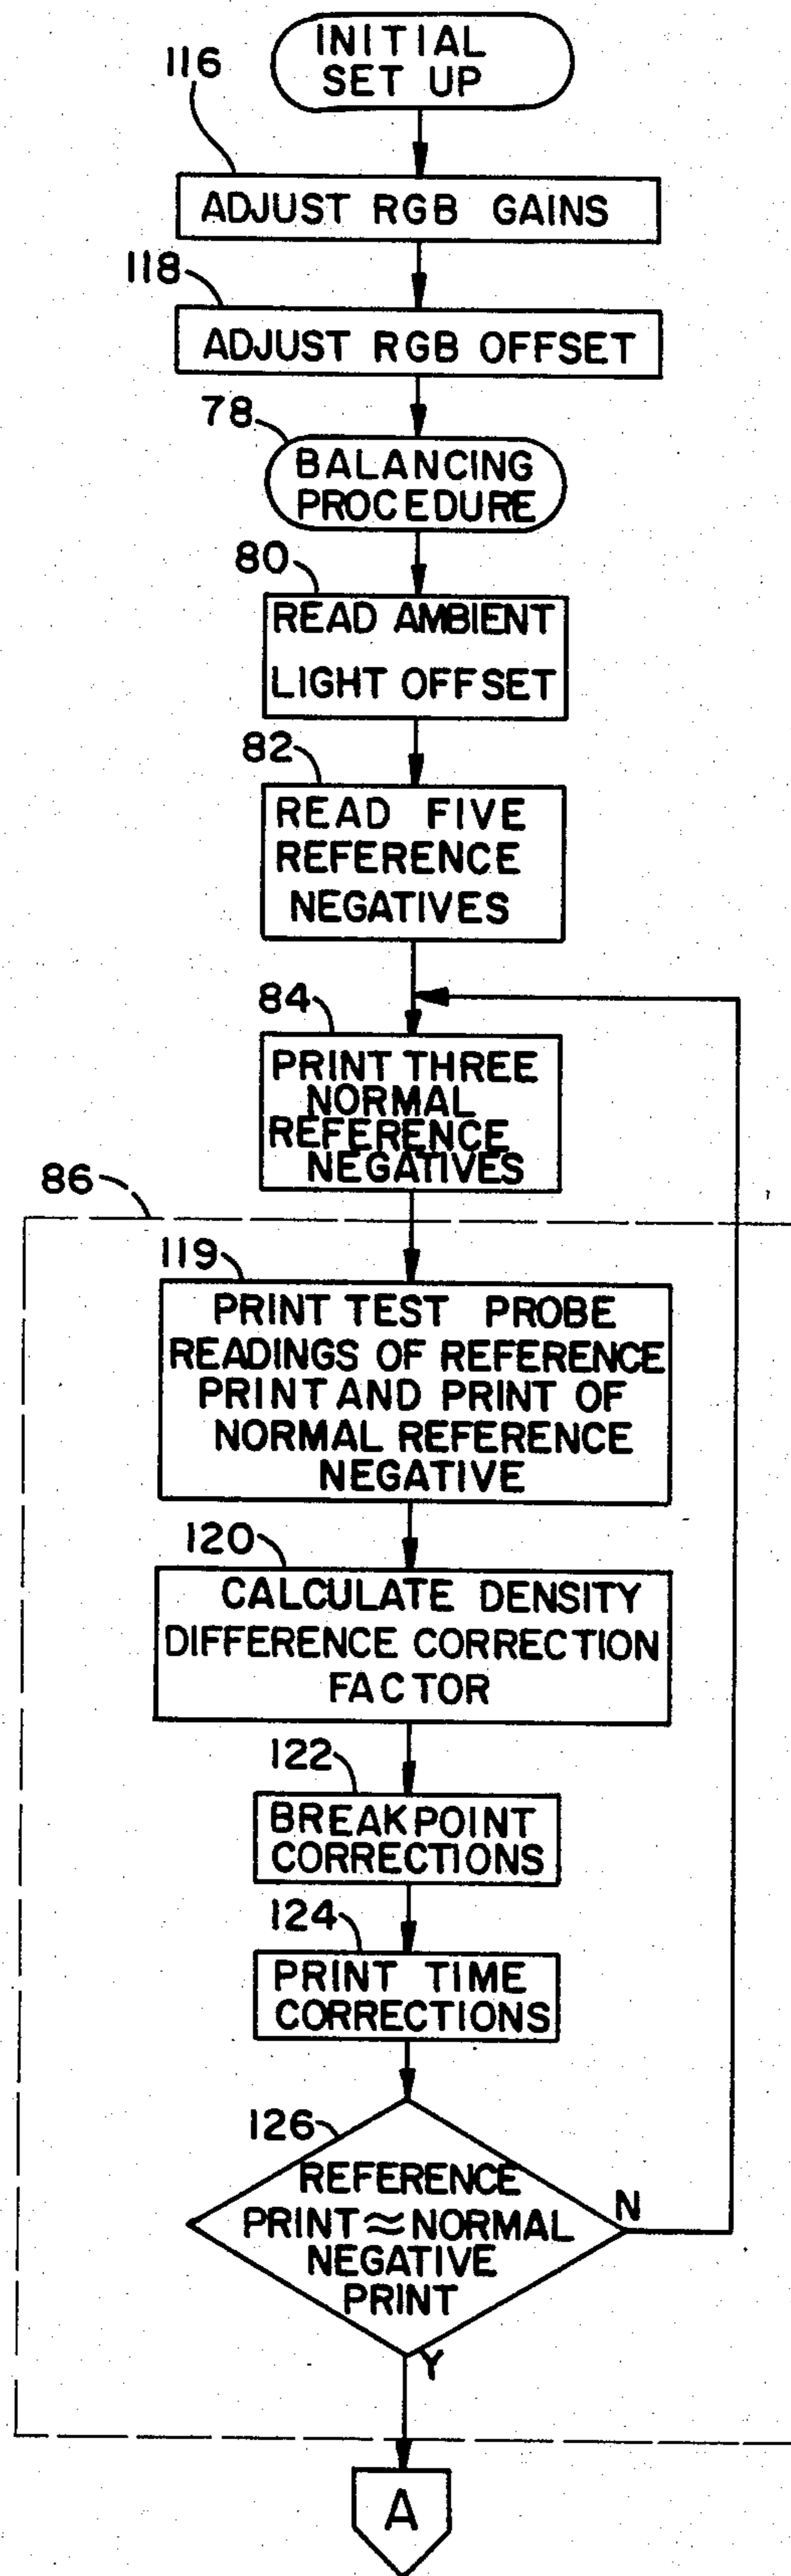 INITIAL
SET UP
116
ADJUST RGB GAINS
118
ADJUST RGB OFFSET
78
BALANCING
PROCEDURE
80
READ AMBIENT
LIGHT OFFSET
82
READ FIVE
REFERENCE
NEGATIVES
84
PRINT THREE
NORMAL
REFERENCE
NEGATIVES
86
119
PRINT TEST PROBE
READINGS OF REFERENCE
PRINT AND PRINT OF
NORMAL REFERENCE
NEGATIVE
120
CALCULATE DENSITY
DIFFERENCE CORRECTION
FACTOR
122
BREAKPOINT
CORRECTIONS
124
PRINT TIME
CORRECTIONS
126
REFERENCE
PRINT≈NORMAL
NEGATIVE
PRINT
N
Y
A